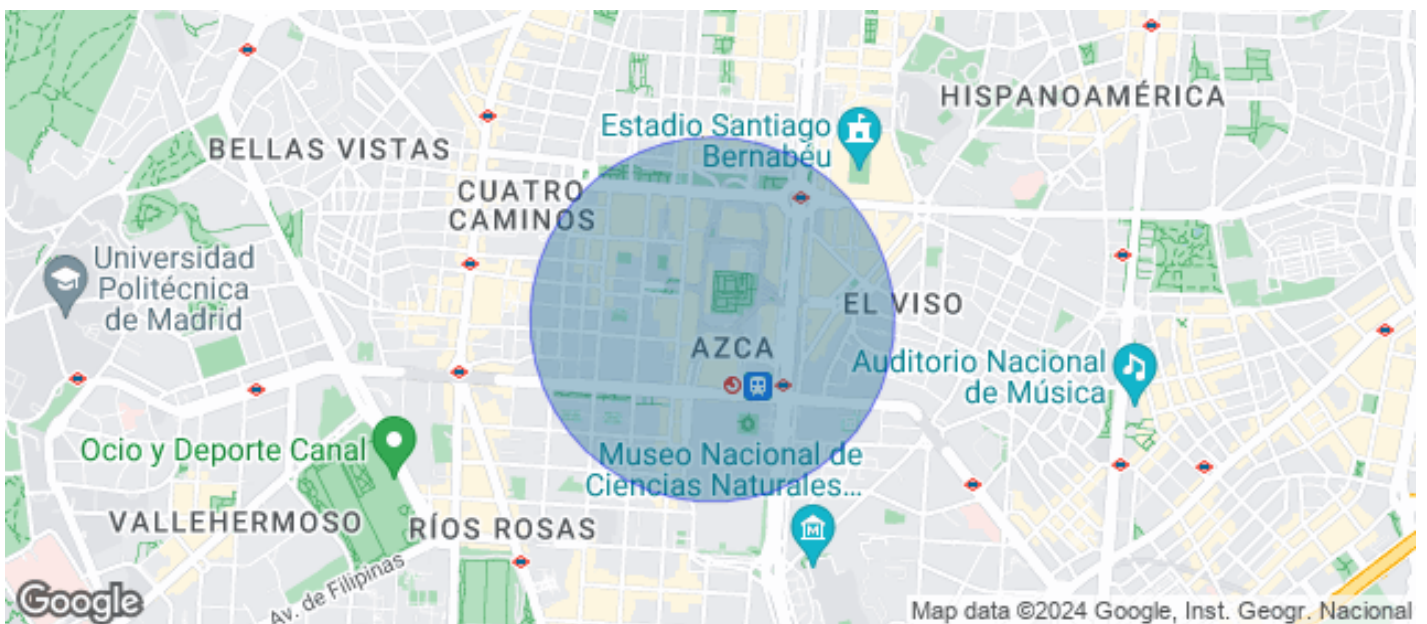 HISPANOAMÉRICA
Estadio Santiago
Bernabéu
BELLAS VISTAS
CUATRO
CAMINOS
Universidad
Politécnica
de Madrid
EL VISO
AZCA
Auditorio Nacional
de Música
Ocio y Deporte Canal
Museo Nacional de
Ciencias Naturales...
VALLEHERMOSO
RÍOS ROSAS
Av. de Filipinas
M
Google
Map data ©2024 Google, Inst. Geogr. Nacional